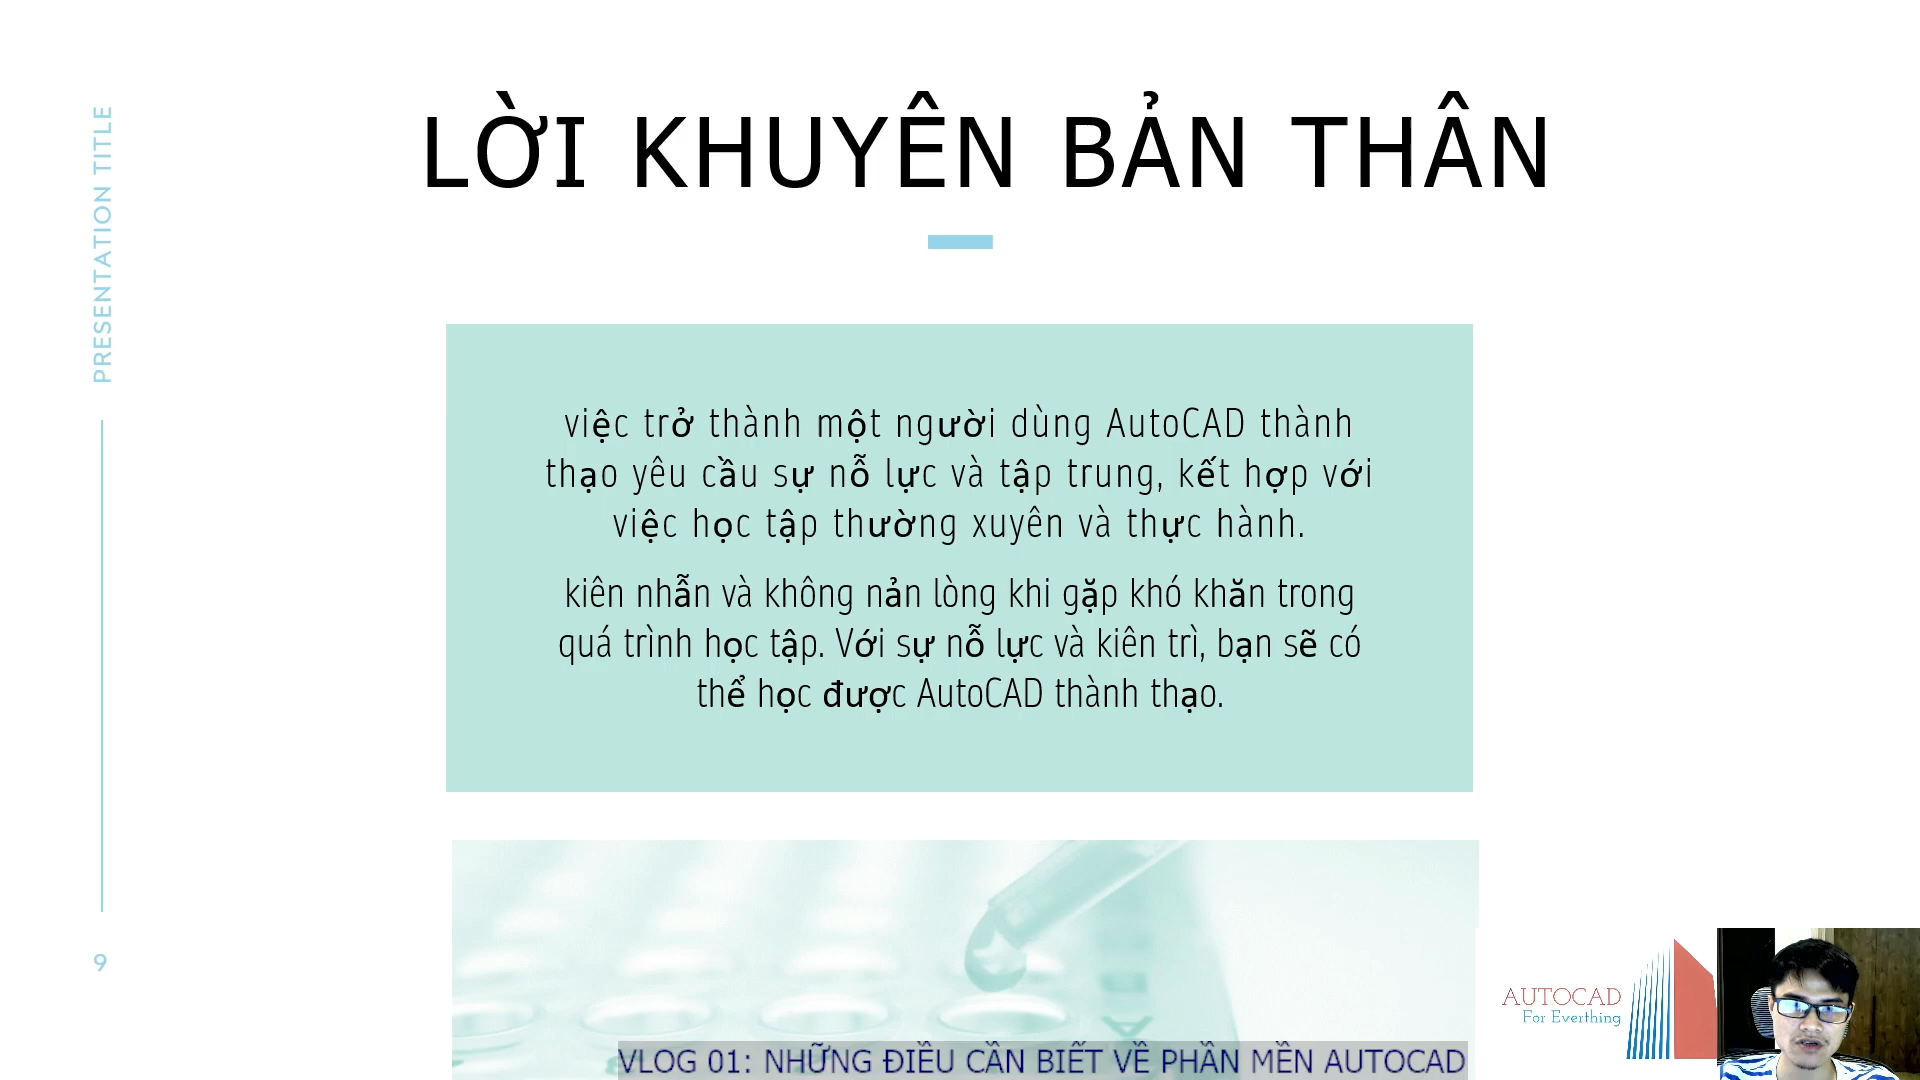 PRESENTATION TITLE
LỜI KHUYÊN BẢN THÂN
việc trở thành một người dùng AutoCAD thành
thạo yêu cầu sự nỗ lực và tập trung, kết hợp với
việc học tập thường xuyên và thực hành.
kiên nhẫn và không nản lòng khi gặp khó khăn trong
quá trình học tập. Với sự nỗ lực và kiên trì, bạn sẽ có
thể học được AutoCAD thành thạo.
9
AUTOCAD
For Everthing
VLOG 01: NHỮNG ĐIỀU CẦN BIẾT VỀ PHẦN MỀN AUTOCAD